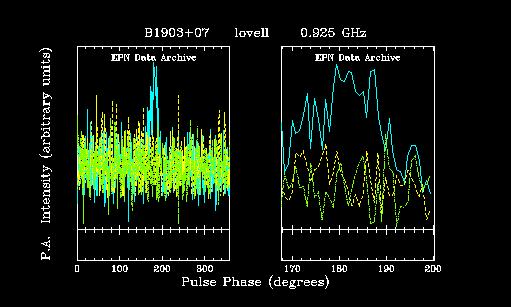 B1903+07 lovell 0.925 GHz
EPN Data Archive EPN Data Archive
P.A. Intensity (arbitrary units)
0 100 200 300 170 180 190 200
Pulse Phase (degrees)